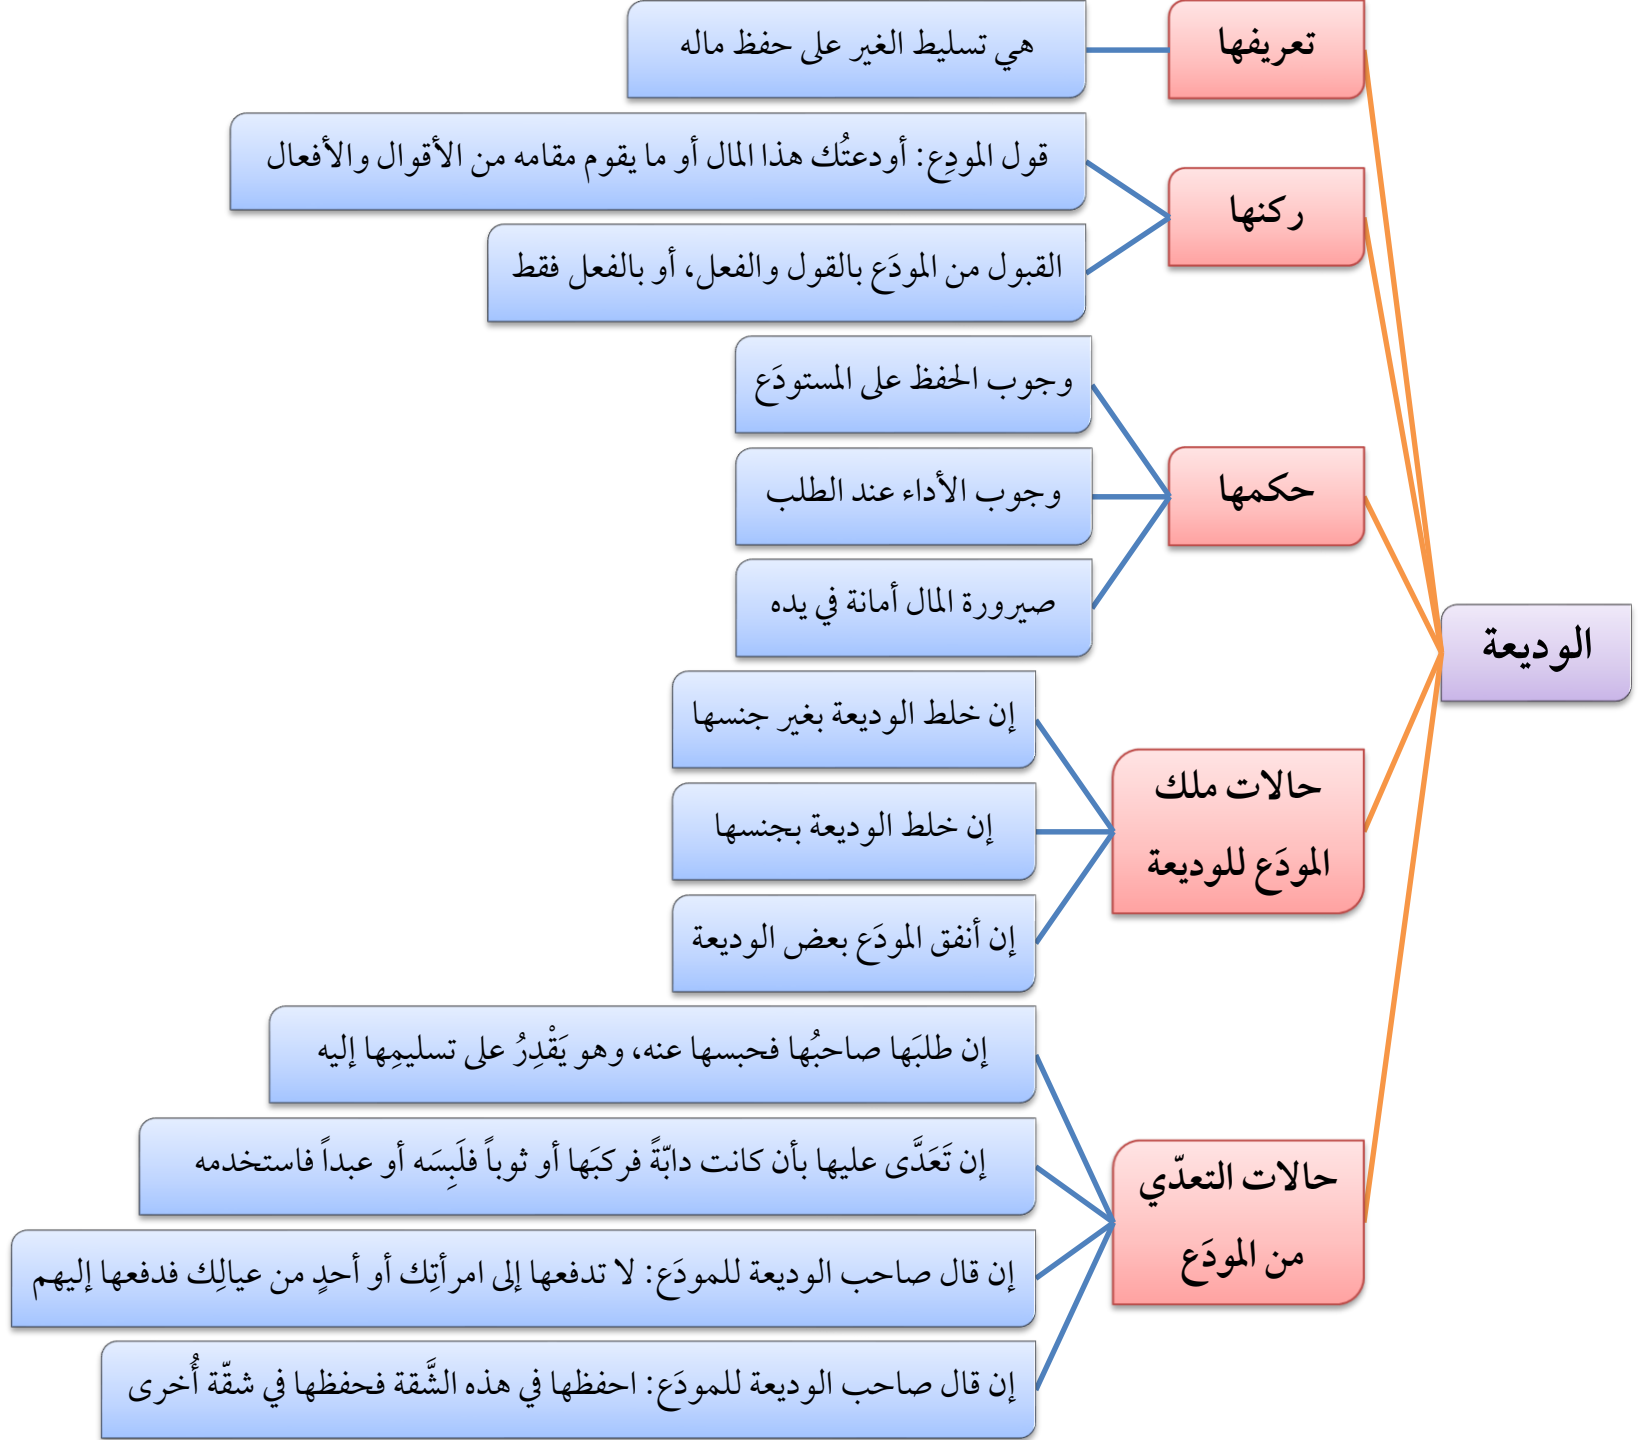 الوديعة
تعريفها
هي تسليط الغير على حفظ ماله
ركنها
قول المودِع: أودعتُك هذا المال أو ما يقوم مقامه من الأقوال والأفعال
القبول من المودَع بالقول والفعل، أو بالفعل فقط
حكمها
وجوب الحفظ على المستودَع
وجوب الأداء عند الطلب
صيرورة المال أمانة في يده
حالات ملك
المودَع للوديعة
إن خلط الوديعة بغير جنسها
إن خلط الوديعة بجنسها
إن أنفق المودَع بعض الوديعة
حالات التعدّي
من المودَع
إن طلبَها صاحبُها فحبسها عنه، وهو يَقْدِرُ على تسليمِها إليه
إن تَعَدَّى عليها بأن كانت دابّةً فركبَها أو ثوباً فلَبِسَه أو عبداً فاستخدمه
إن قال صاحب الوديعة للمودَع: لا تدفعها إلى امرأتِك أو أحدٍ من عيالِك فدفعها إليهم
إن قال صاحب الوديعة للمودَع: احفظها في هذه الشَّقة فحفظها في شقّة أُخرى